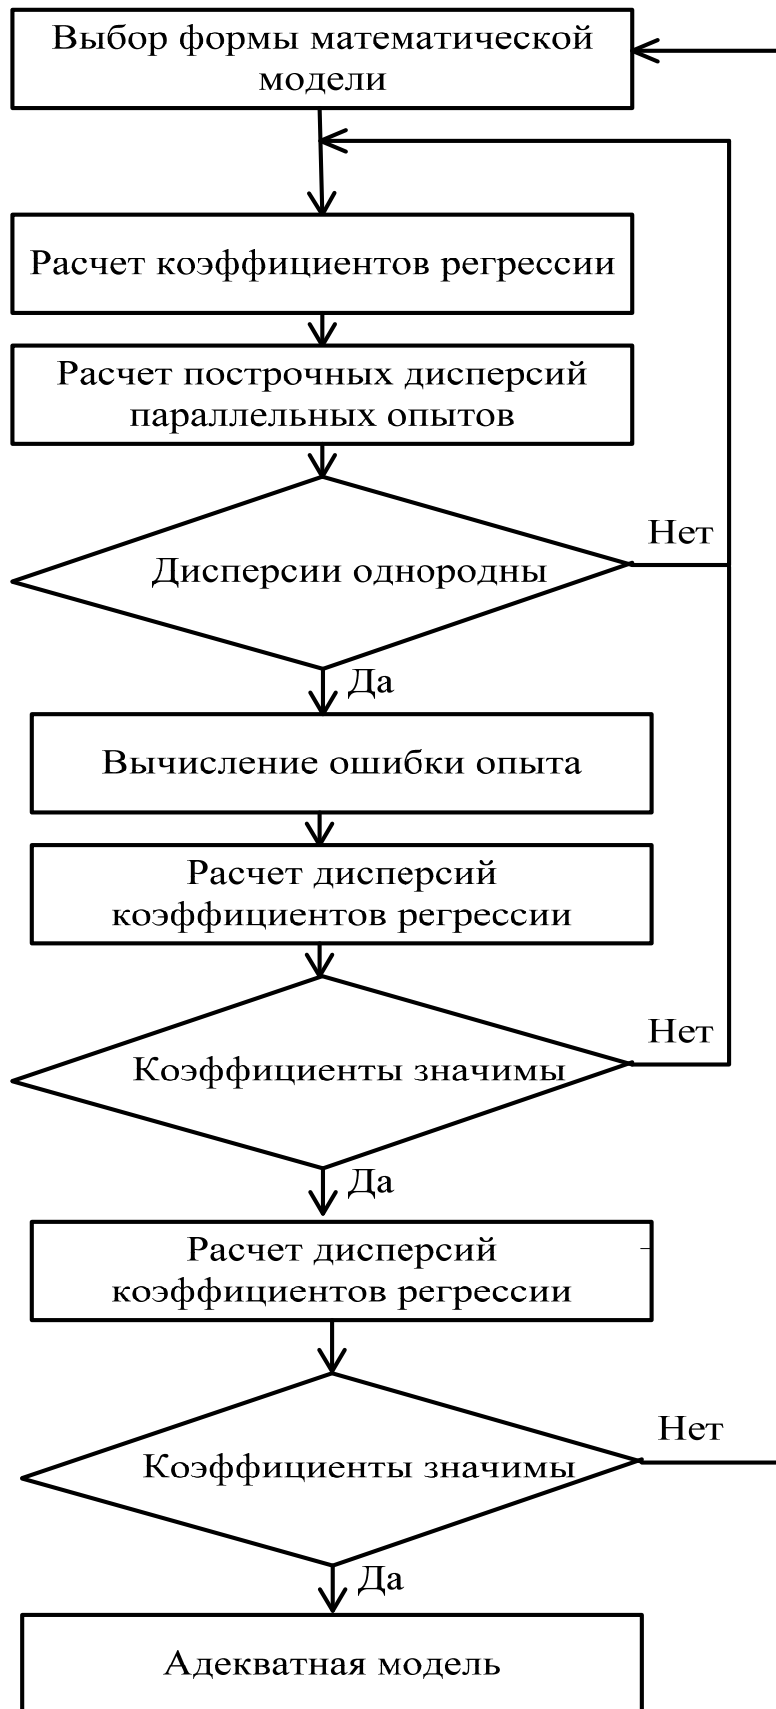 Выбор формы математической
модели
Расчет коэффициентов регрессии
Расчет построчных дисперсий
параллельных опытов
Нет
Дисперсии однородны
Да
Вычисление ошибки опыта
Расчет дисперсий
коэффициентов регрессии
Нет
Коэффициенты значимы
Да
Расчет дисперсий
коэффициентов регрессии
Нет
Коэффициенты значимы
Да
Адекватная модель